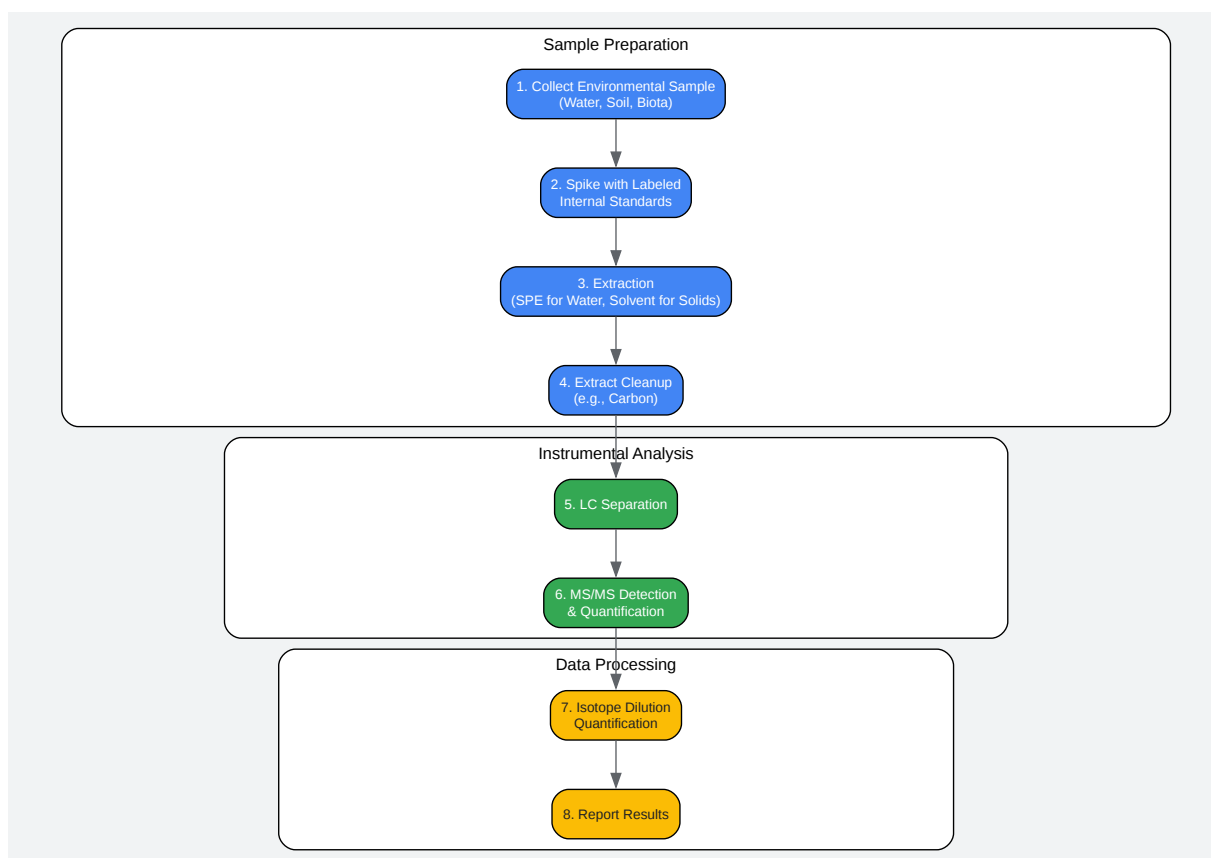 Sample Preparation
1. Collect Environmental Sample
(Water, Soil, Biota)
2. Spike with Labeled
Internal Standards
3. Extraction
(SPE for Water, Solvent for Solids)
4. Extract Cleanup
(e.g., Carbon)
Instrumental Analysis
5. LC Separation
6. MS/MS Detection
& Quantification
Data Processing
7. Isotope Dilution
Quantification
8. Report Results